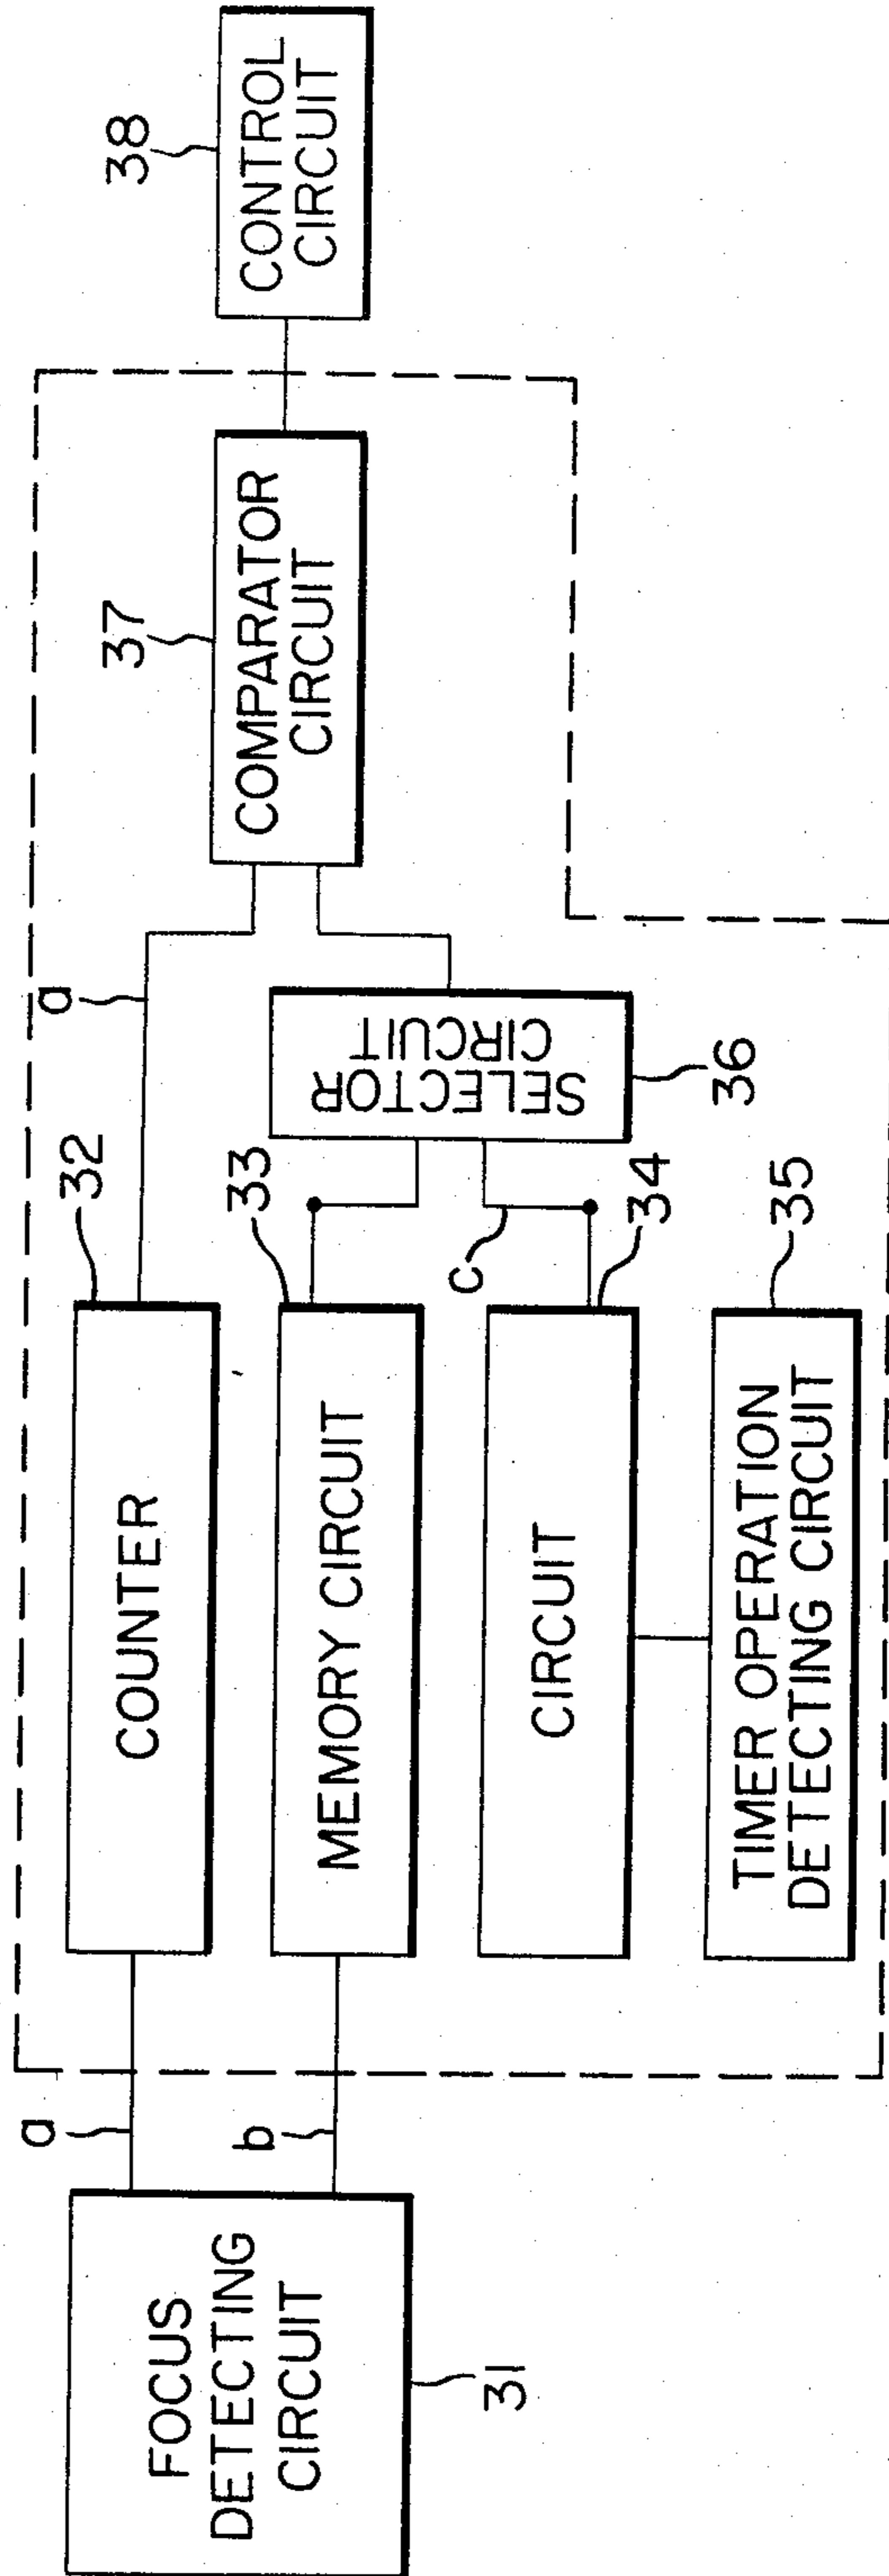 FOCUS
DETECTING
CIRCUIT
31
a
b
COUNTER
32
MEMORY CIRCUIT
33
CIRCUIT
34
TIMER OPERATION
DETECTING CIRCUIT
35
a
c
SELECTOR
CIRCUIT
36
COMPARATOR
CIRCUIT
37
CONTROL
CIRCUIT
38